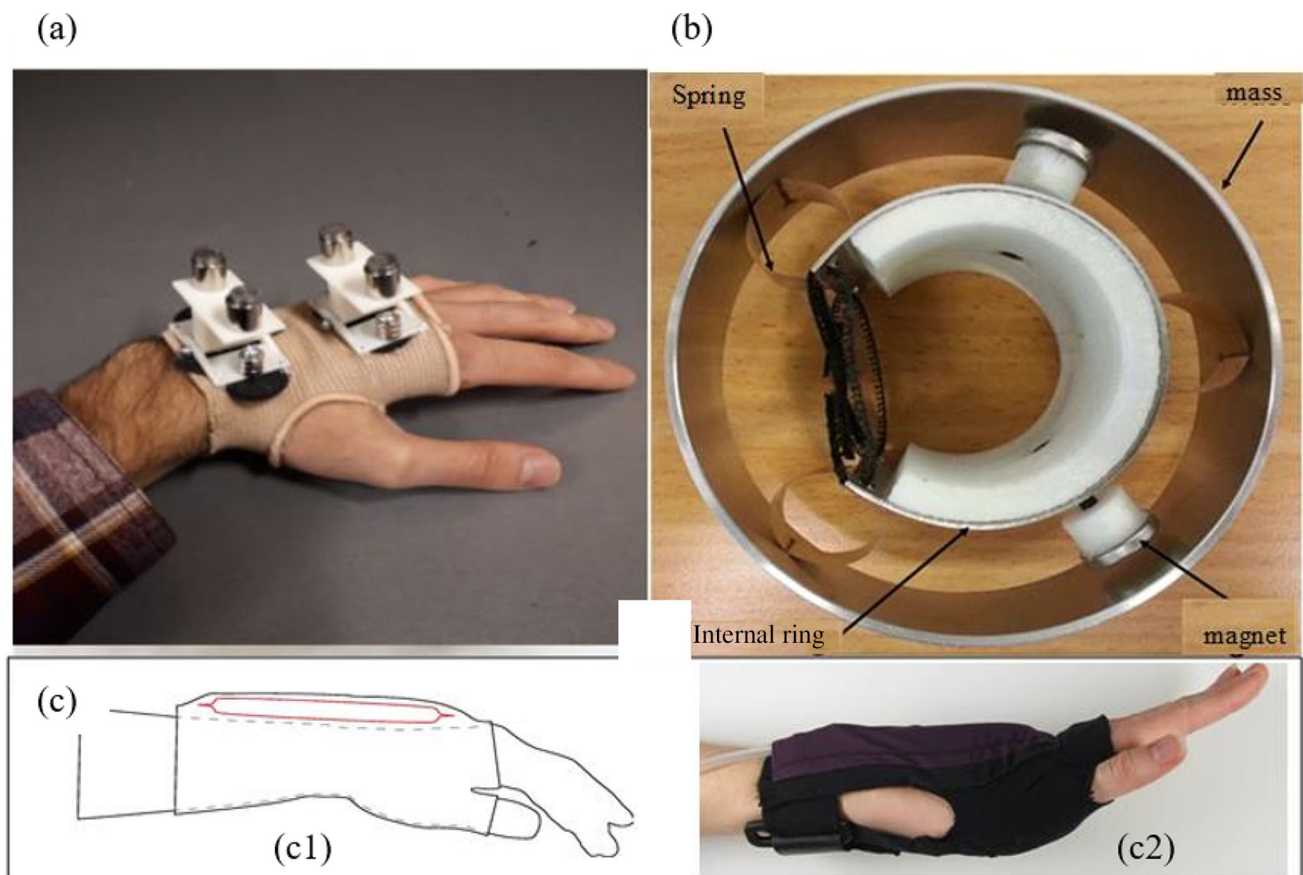 (a)
(b)
Spring
mass
Internal ring
magnet
(c)
(c1)
(c2)